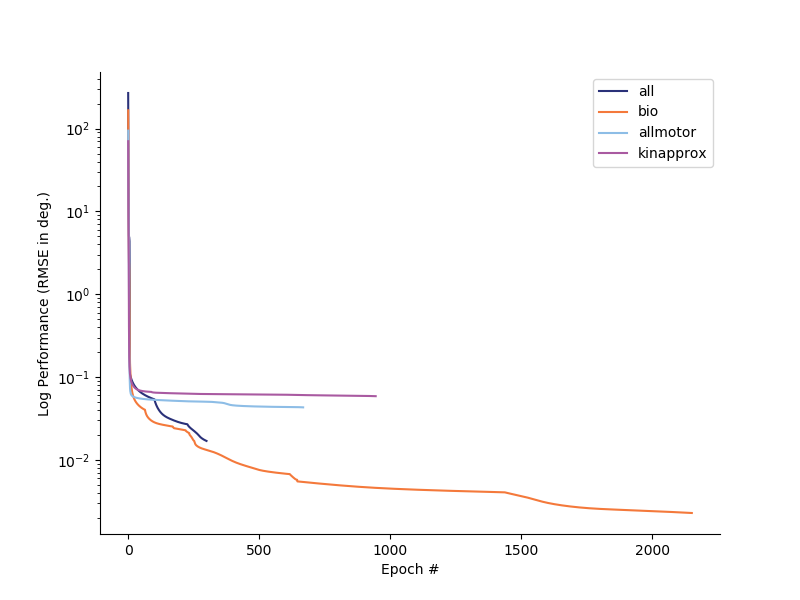 all
bio
allmotor
kinapprox
Log Performance (RMSE in deg.)
10²
10¹
10⁰
10⁻¹
10⁻²
0 500 1000 1500 2000
Epoch #